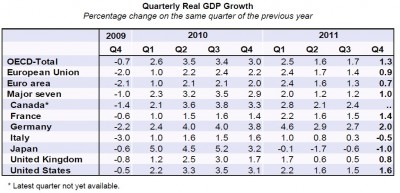 Quarterly Real GDP Growth
Percentage change on the same quarter of the previous year
2009 2010 2011
Q4 Q1 Q2 Q3 Q4 Q1 Q2 Q3 Q4
OECD-Total -0.7 2.6 3.5 3.4 3.0 2.5 1.6 1.7 1.3
European Union -2.0 1.0 2.2 2.4 2.2 2.4 1.7 1.4 0.9
Euro area -2.1 1.0 2.1 2.1 2.0 2.4 1.6 1.3 0.7
Major seven -1.0 2.3 3.2 3.5 2.9 2.0 1.2 1.2 1.0
Canada* -1.4 2.1 3.6 3.8 3.3 2.8 2.1 2.4 ..
France -0.6 1.0 1.5 1.6 1.4 2.2 1.6 1.5 1.4
Germany -2.2 2.4 4.0 4.0 3.8 4.6 2.9 2.7 2.0
Italy -3.0 1.0 1.6 1.5 1.6 1.0 0.8 0.3 -0.5
Japan -0.6 5.0 4.5 5.2 3.2 -0.1 -1.7 -0.6 -1.0
United Kingdom -0.8 1.2 2.5 3.0 1.7 1.6 0.6 0.5 0.8
United States -0.5 2.2 3.3 3.5 3.1 2.2 1.6 1.5 1.6
* Latest quarter not yet available.